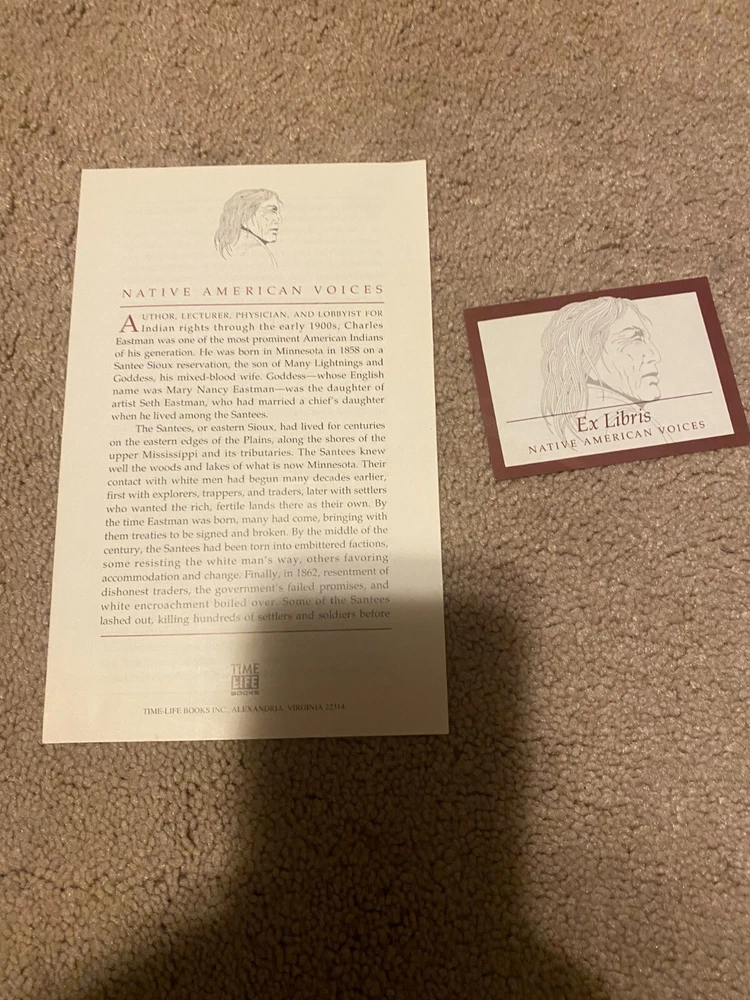 NATIVE AMERICAN VOICES
AUTHOR, LECTURER, PHYSICIAN, AND LOBBYIST FOR
Indian rights through the early 1900s, Charles
Eastman was one of the most prominent American Indians
of his generation. He was born in Minnesota in 1858 on a
Santee Sioux reservation, the son of Many Lightnings and
Goddess, his mixed-blood wife. Goddess—whose English
name was Mary Nancy Eastman—was the daughter of
artist Seth Eastman, who had married a chief's daughter
when he lived among the Santees.
The Santees, or eastern Sioux, had lived for centuries
on the eastern edges of the Plains, along the shores of the
upper Mississippi and its tributaries. The Santees knew
well the woods and lakes of what is now Minnesota. Their
contact with white men had begun many decades earlier,
first with explorers, trappers, and traders, later with settlers
who wanted the rich, fertile lands there as their own. By
the time Eastman was born, many had come, bringing with
them treaties to be signed and broken. By the middle of the
century, the Santees had been torn into embittered factions,
some resisting the white man's way, others favoring
accommodation and change. Finally, in 1862, resentment of
dishonest traders, the government's failed promises, and
white encroachment boiled over. Some of the Santees
lashed out, killing hundreds of settlers and soldiers before
TIME
LIFE
BOOKS
TIME-LIFE BOOKS INC., ALEXANDRIA, VIRGINIA 22314
Ex Libris
NATIVE AMERICAN VOICES